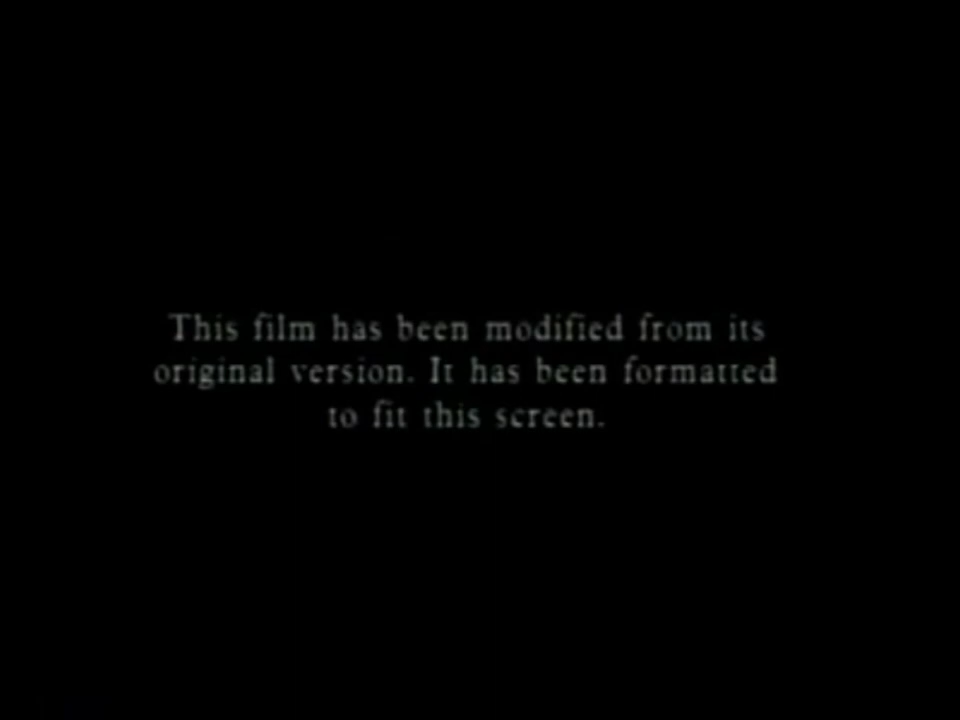 This film has been modified from its
original version. It has been formatted
to fit this screen.